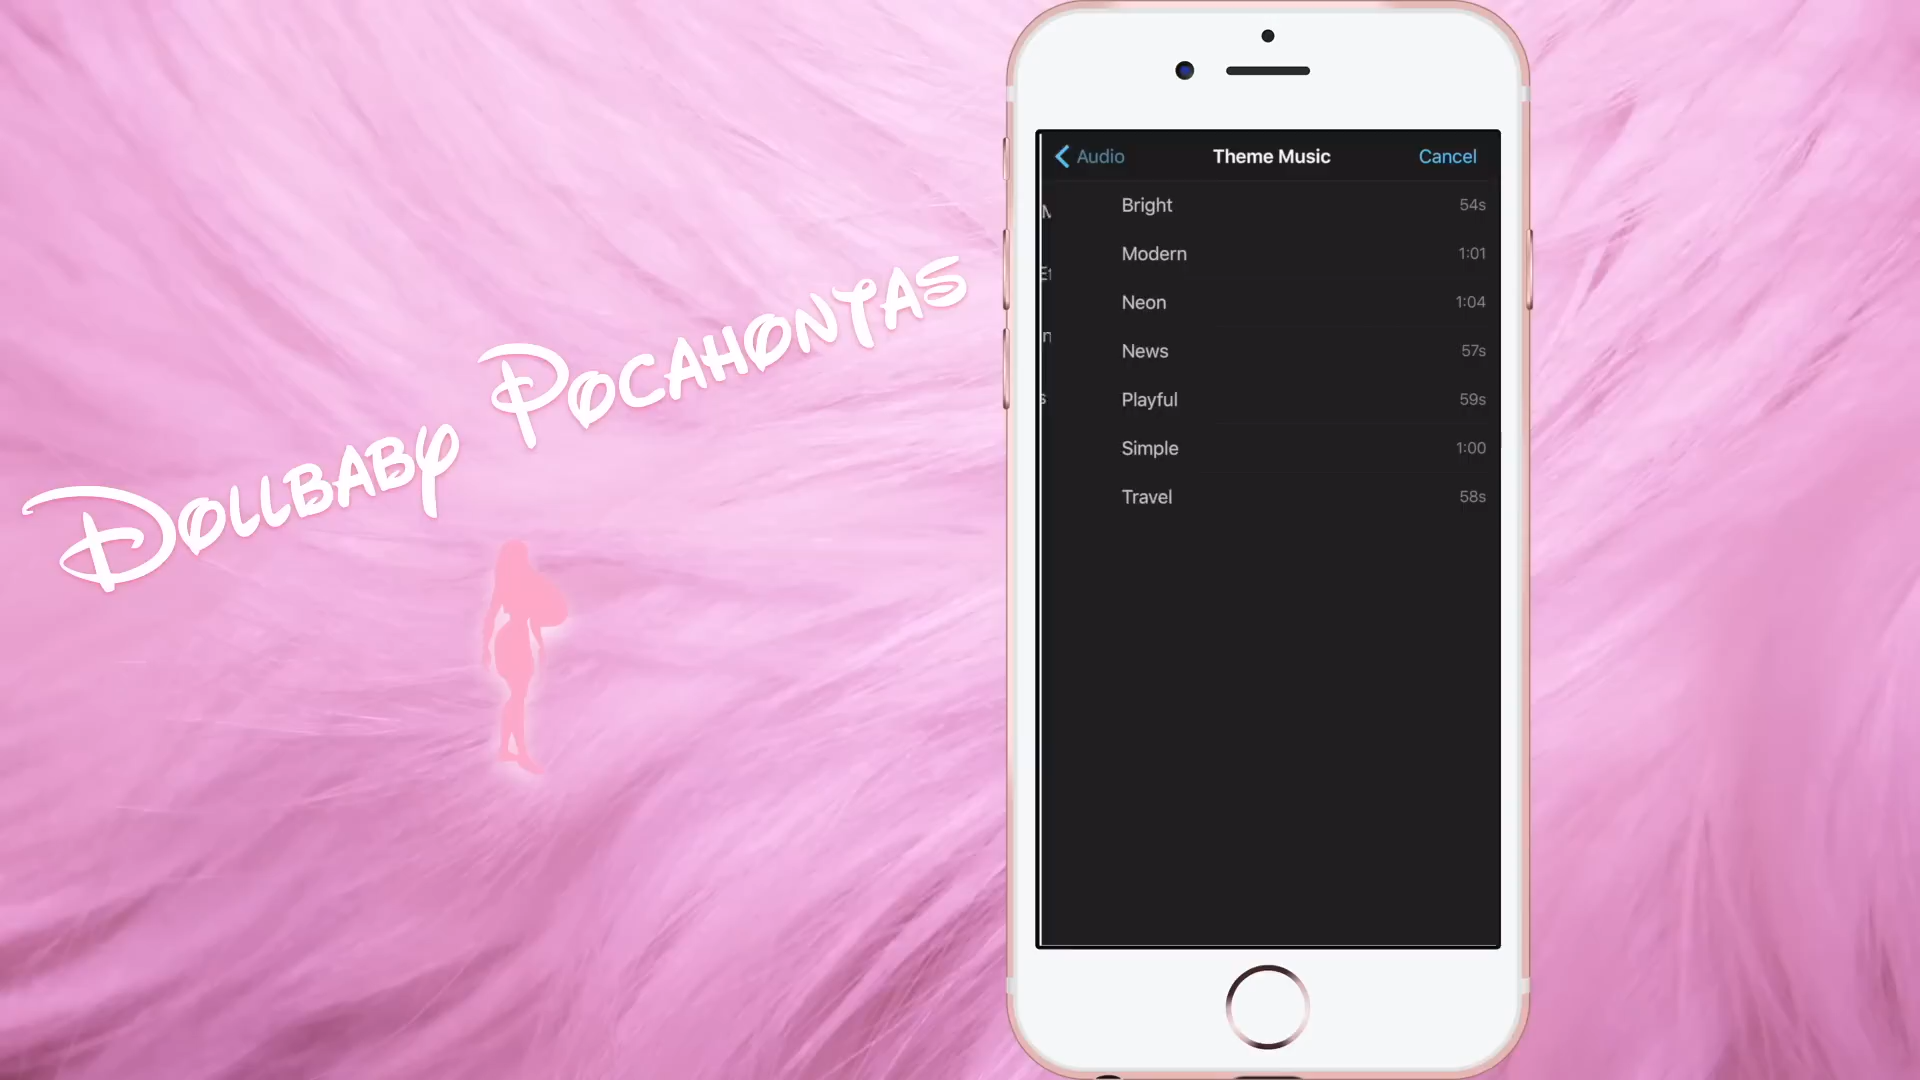 Dollbaby Pocahontas
Audio
Theme Music
Cancel
Bright 54s
Modern 1:01
Neon 1:04
News 57s
Playful 59s
Simple 1:00
Travel 58s